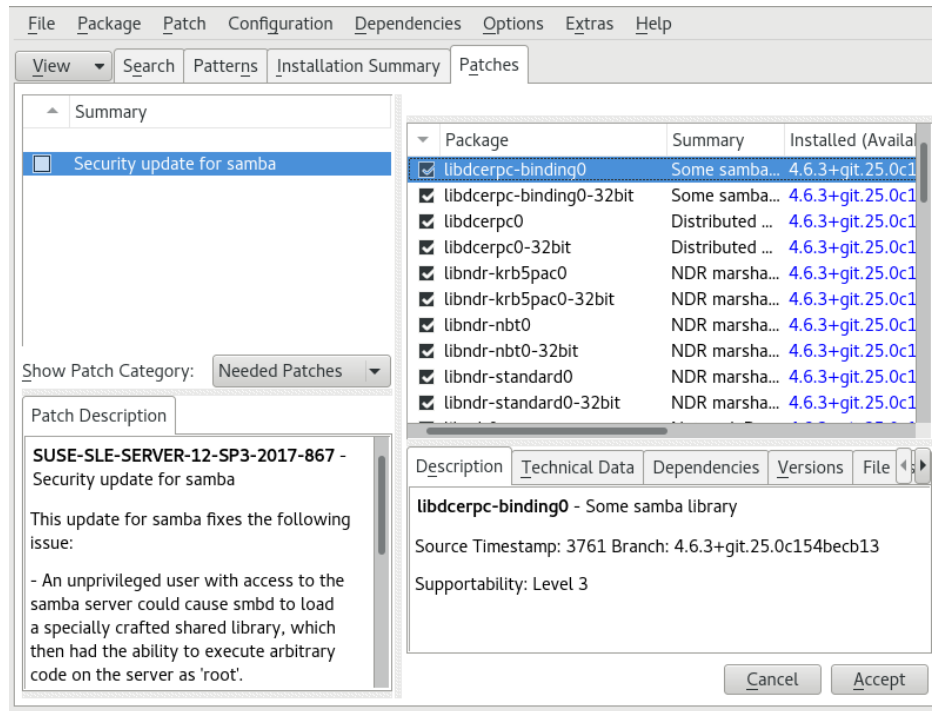 File Package Patch Configuration Dependencies Options Extras Help
View Search Patterns Installation Summary Patches
Summary
Security update for samba
Show Patch Category: Needed Patches
Patch Description
SUSE-SLE-SERVER-12-SP3-2017-867 -
Security update for samba
This update for samba fixes the following
issue:
- An unprivileged user with access to the
samba server could cause smbd to load
a specially crafted shared library, which
then had the ability to execute arbitrary
code on the server as 'root'.
Package Summary Installed (Availa
libdcerpc-binding0 Some samba... 4.6.3+git.25.0c1
libdcerpc-binding0-32bit Some samba... 4.6.3+git.25.0c1
libdcerpc0 Distributed ... 4.6.3+git.25.0c1
libdcerpc0-32bit Distributed ... 4.6.3+git.25.0c1
libndr-krb5pac0 NDR marsha... 4.6.3+git.25.0c1
libndr-krb5pac0-32bit NDR marsha... 4.6.3+git.25.0c1
libndr-nbt0 NDR marsha... 4.6.3+git.25.0c1
libndr-nbt0-32bit NDR marsha... 4.6.3+git.25.0c1
libndr-standard0 NDR marsha... 4.6.3+git.25.0c1
libndr-standard0-32bit NDR marsha... 4.6.3+git.25.0c1
Description Technical Data Dependencies Versions File
libdcerpc-binding0 - Some samba library
Source Timestamp: 3761 Branch: 4.6.3+git.25.0c154becb13
Supportability: Level 3
Cancel Accept